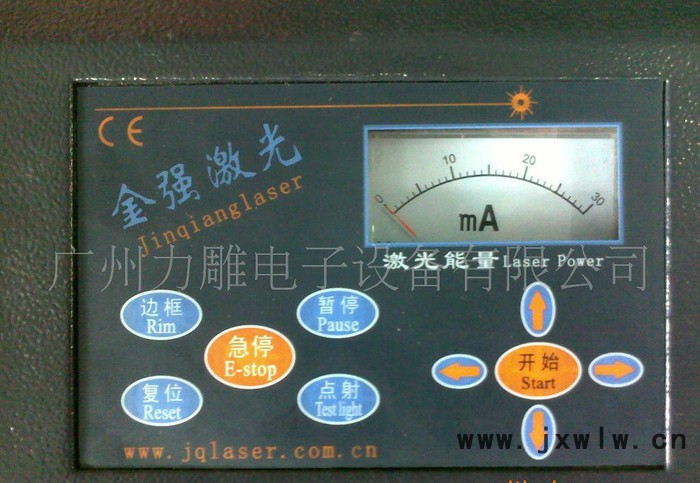 CE
金强激光
Jinqianglaser
0 10 20 30
mA
激光能量 Laser Power
广州力雕电子设备有限公司
边框
Rim
暂停
Pause
急停
E-stop
复位
Reset
点射
Test light
开始
Start
www.jqlaser.com.cn
www.jxwlw.cn